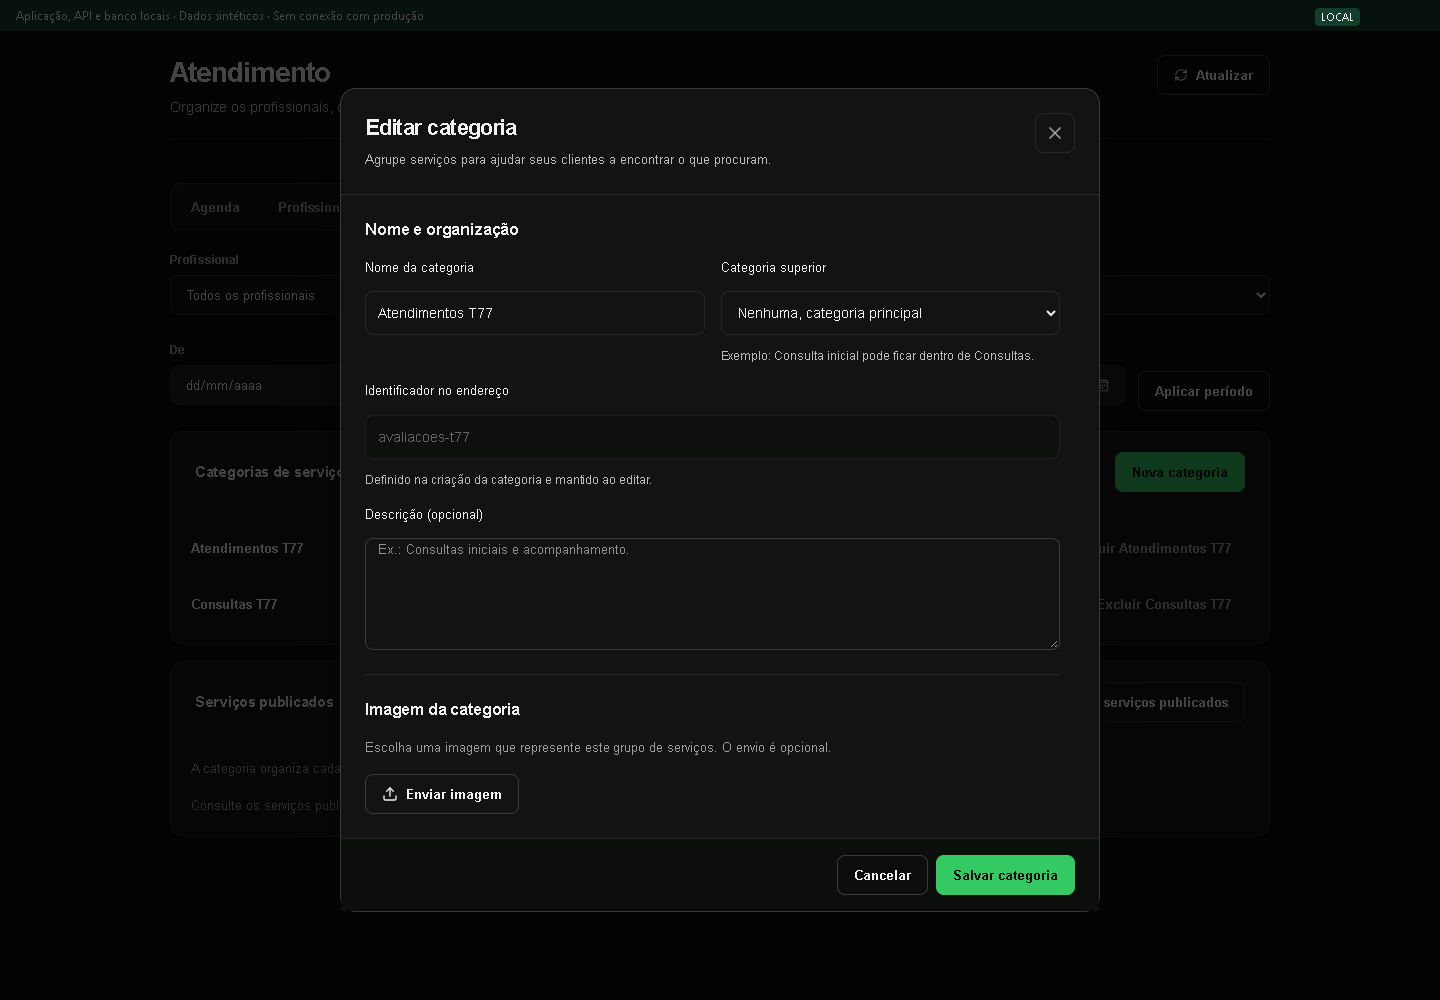 Aplicação, API e banco locais · Dados sintéticos · Sem conexão com produção
LOCAL
Atendimento
Atualizar
Organize os profissionais,
Editar categoria
Agrupe serviços para ajudar seus clientes a encontrar o que procuram.
Agenda
Nome e organização
Profissional
Nome da categoria
Categoria superior
Todos os profissionais
Atendimentos T77
Nenhuma, categoria principal
De
Exemplo: Consulta inicial pode ficar dentro de Consultas.
dd/mm/aaaa
Aplicar período
Identificador no endereço
avaliacoes-t77
Categorias de
Nova categoria
Definido na criação da categoria e mantido ao editar.
Descrição (opcional)
Ex.: Consultas iniciais e acompanhamento.
Atendimentos T77
Atendimentos T77
Consultas T77
Excluir Consultas T77
Serviços publicados
serviços publicados
Imagem da categoria
Escolha uma imagem que represente este grupo de serviços. O envio é opcional.
A categoria organiza cada
Enviar imagem
Consulte os serviços
Cancelar
Salvar categoria